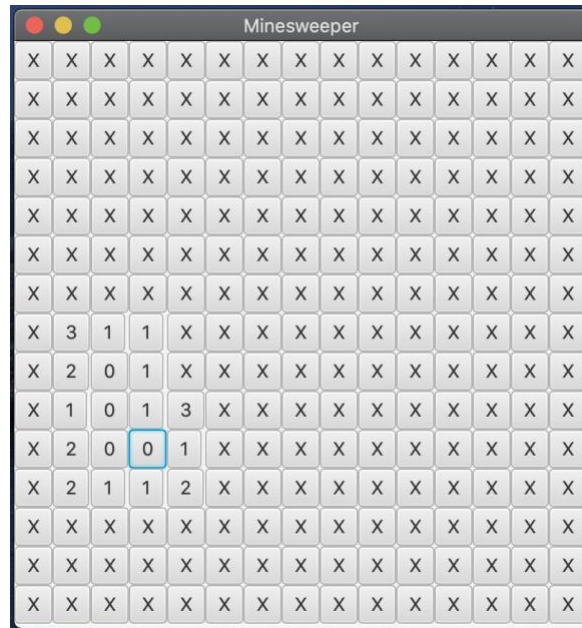 Minesweeper
X X X X X X X X X X X X X X X
X X X X X X X X X X X X X X X
X X X X X X X X X X X X X X X
X X X X X X X X X X X X X X X
X X X X X X X X X X X X X X X
X X X X X X X X X X X X X X X
X X X X X X X X X X X X X X X
X 3 1 1 X X X X X X X X X X X
X 2 0 1 X X X X X X X X X X X
X 1 0 1 3 X X X X X X X X X X
X 2 0 0 1 X X X X X X X X X X
X 2 1 1 2 X X X X X X X X X X
X X X X X X X X X X X X X X X
X X X X X X X X X X X X X X X
X X X X X X X X X X X X X X X